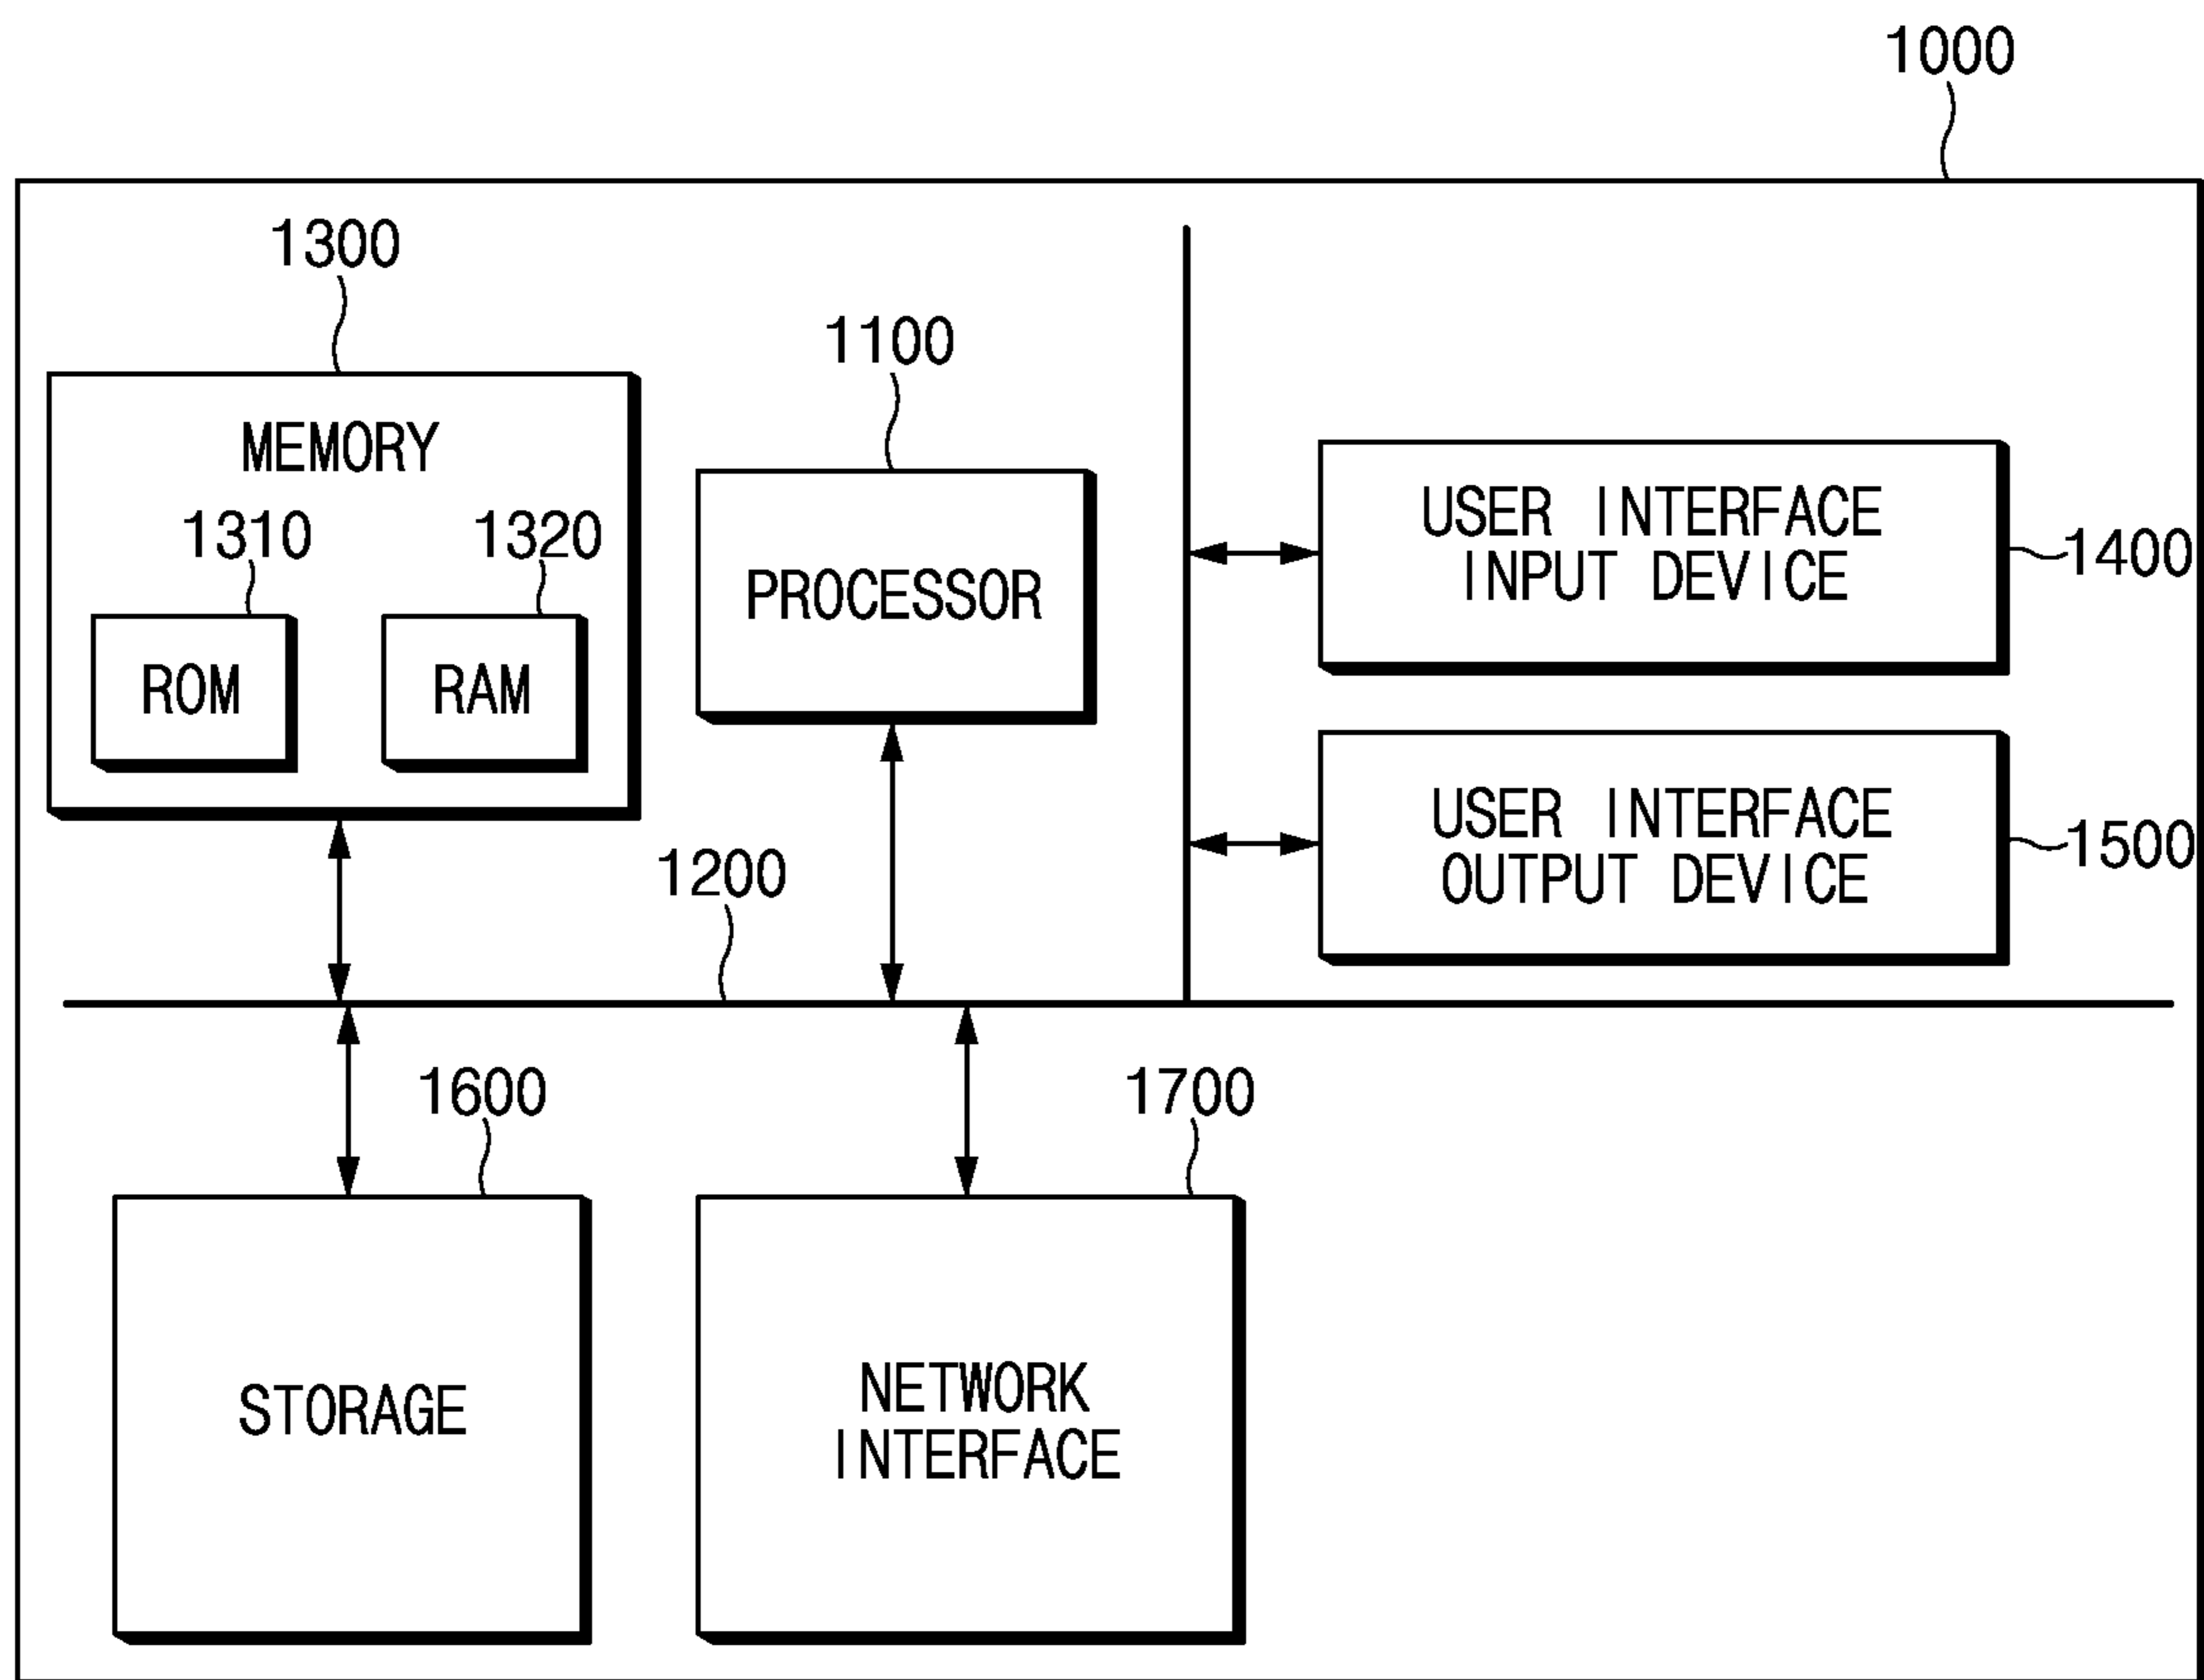 1000
1300
MEMORY
1310
1320
ROM
RAM
1100
PROCESSOR
USER INTERFACE
INPUT DEVICE
1400
USER INTERFACE
OUTPUT DEVICE
1500
1200
1600
STORAGE
1700
NETWORK
INTERFACE